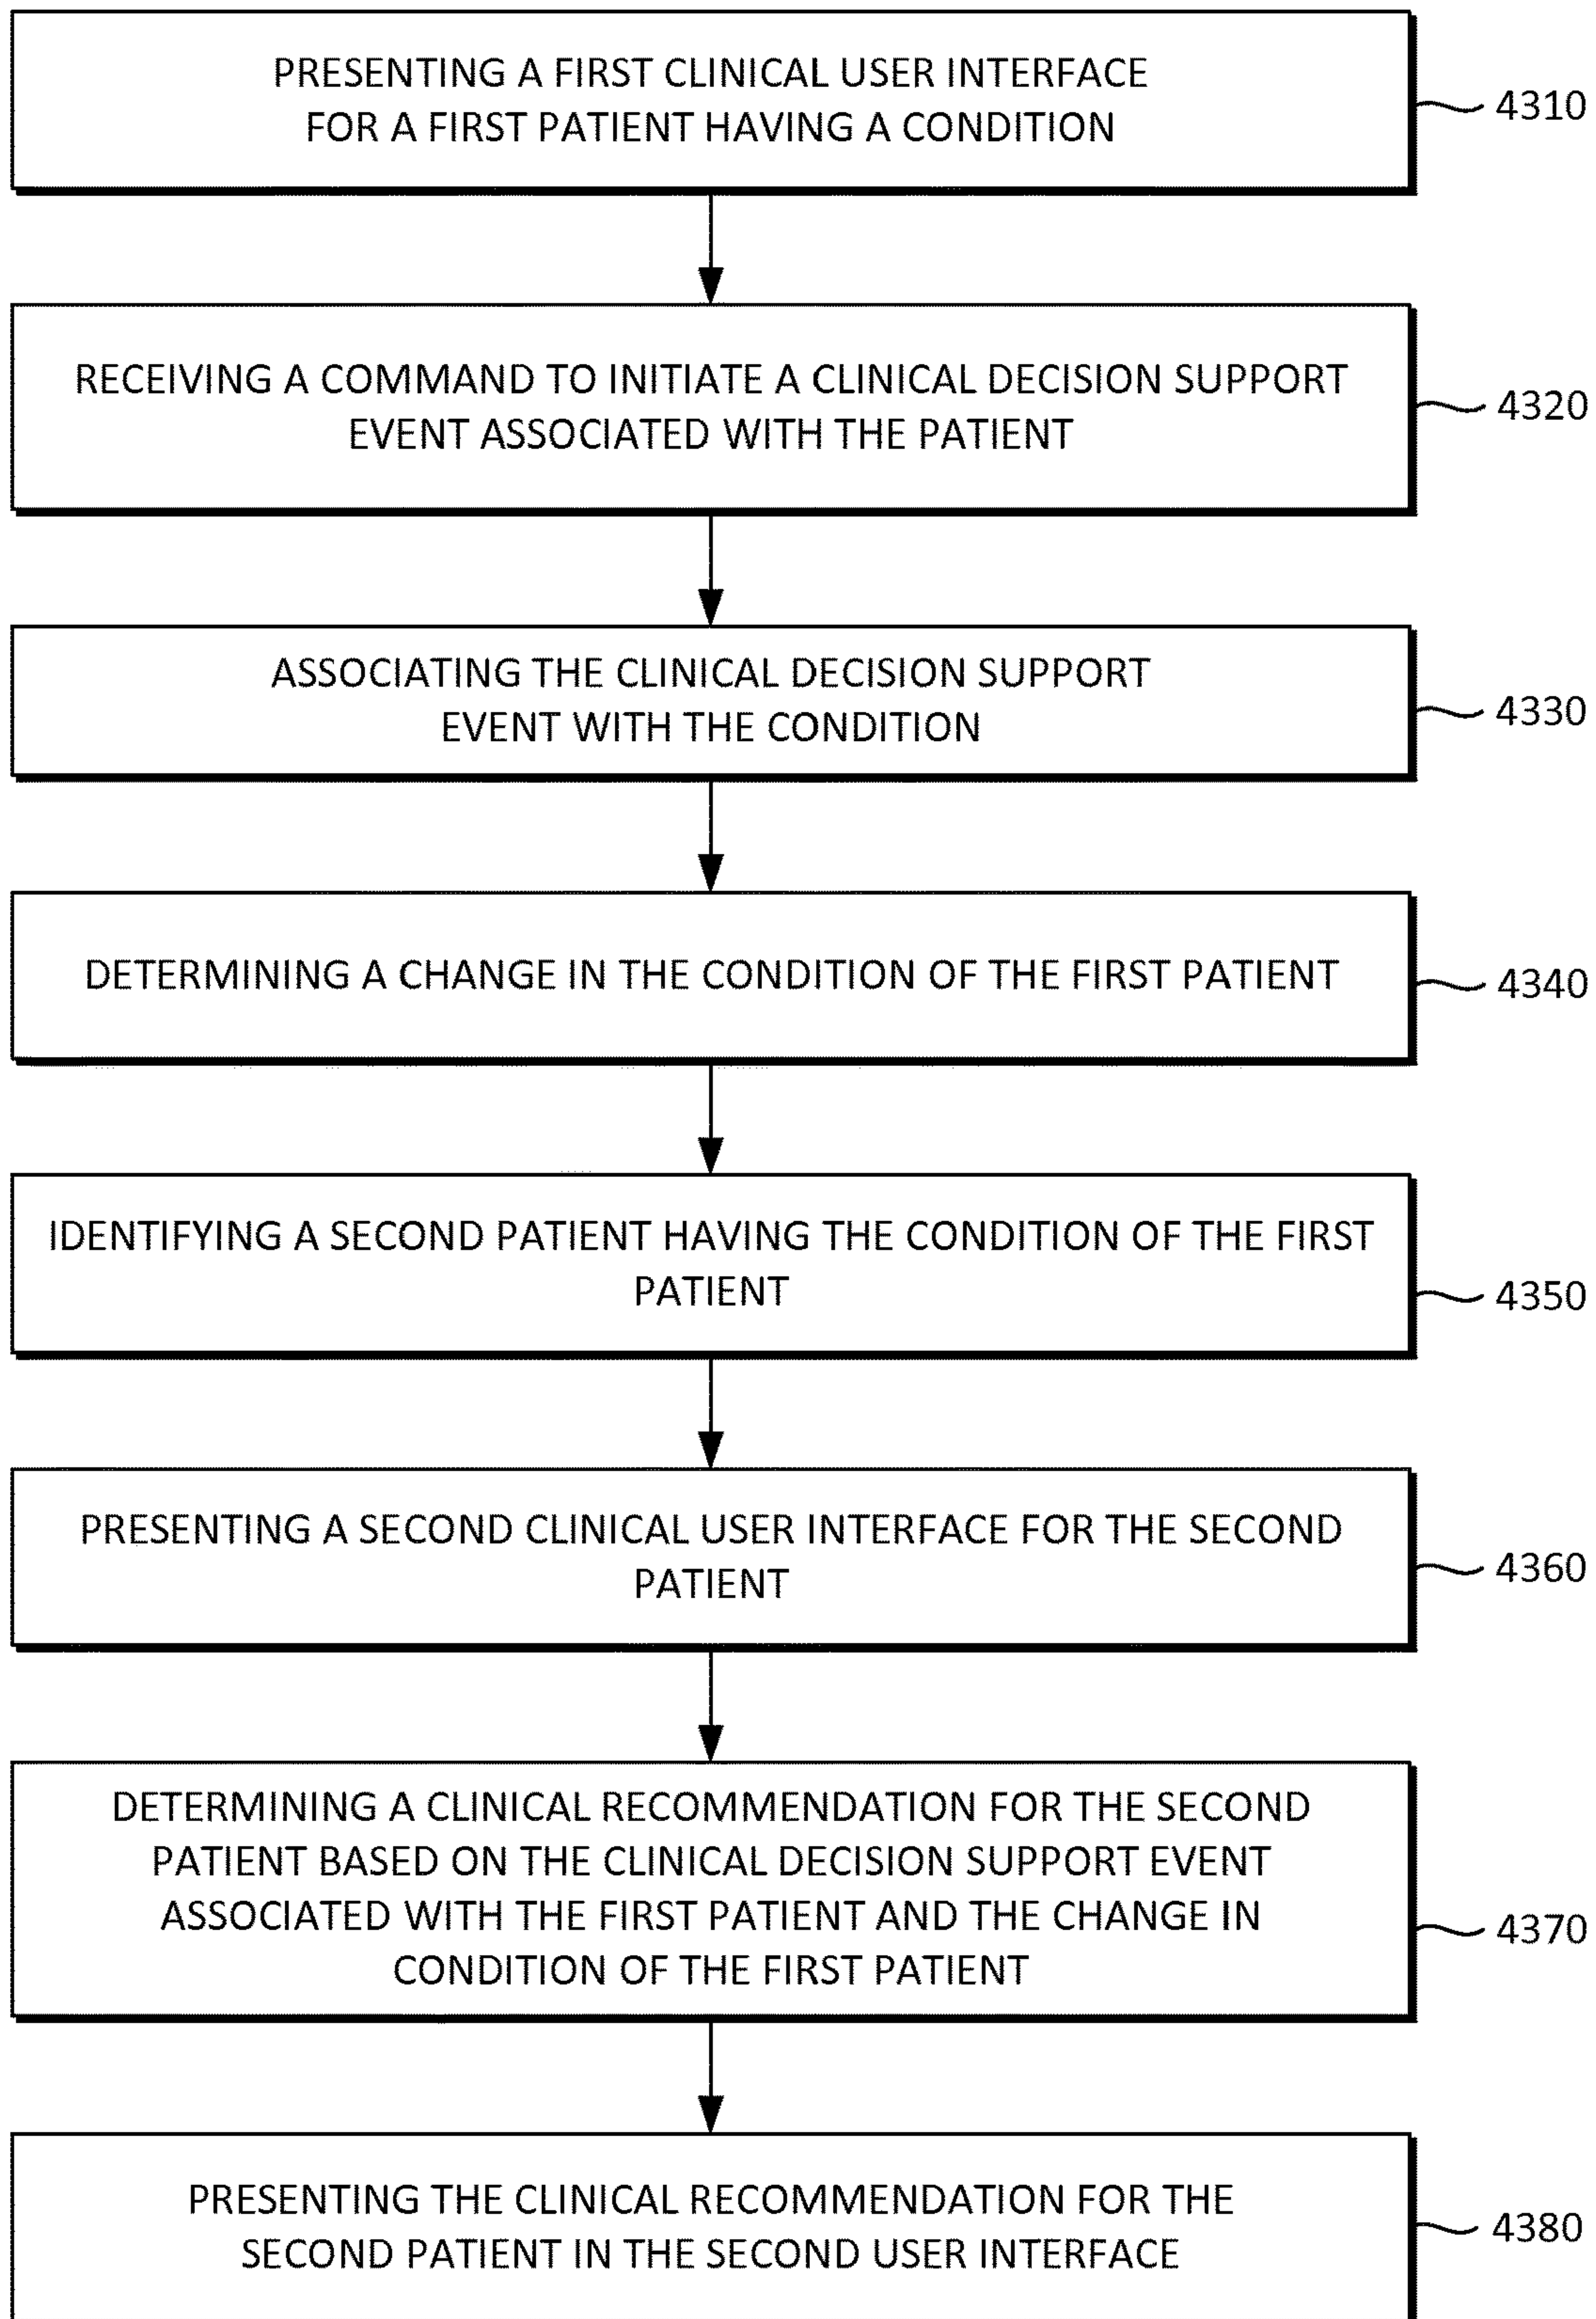 PRESENTING A FIRST CLINICAL USER INTERFACE
FOR A FIRST PATIENT HAVING A CONDITION
4310
RECEIVING A COMMAND TO INITIATE A CLINICAL DECISION SUPPORT
EVENT ASSOCIATED WITH THE PATIENT
4320
ASSOCIATING THE CLINICAL DECISION SUPPORT
EVENT WITH THE CONDITION
4330
DETERMINING A CHANGE IN THE CONDITION OF THE FIRST PATIENT
4340
IDENTIFYING A SECOND PATIENT HAVING THE CONDITION OF THE FIRST
PATIENT
4350
PRESENTING A SECOND CLINICAL USER INTERFACE FOR THE SECOND
PATIENT
4360
DETERMINING A CLINICAL RECOMMENDATION FOR THE SECOND
PATIENT BASED ON THE CLINICAL DECISION SUPPORT EVENT
ASSOCIATED WITH THE FIRST PATIENT AND THE CHANGE IN
CONDITION OF THE FIRST PATIENT
4370
PRESENTING THE CLINICAL RECOMMENDATION FOR THE
SECOND PATIENT IN THE SECOND USER INTERFACE
4380